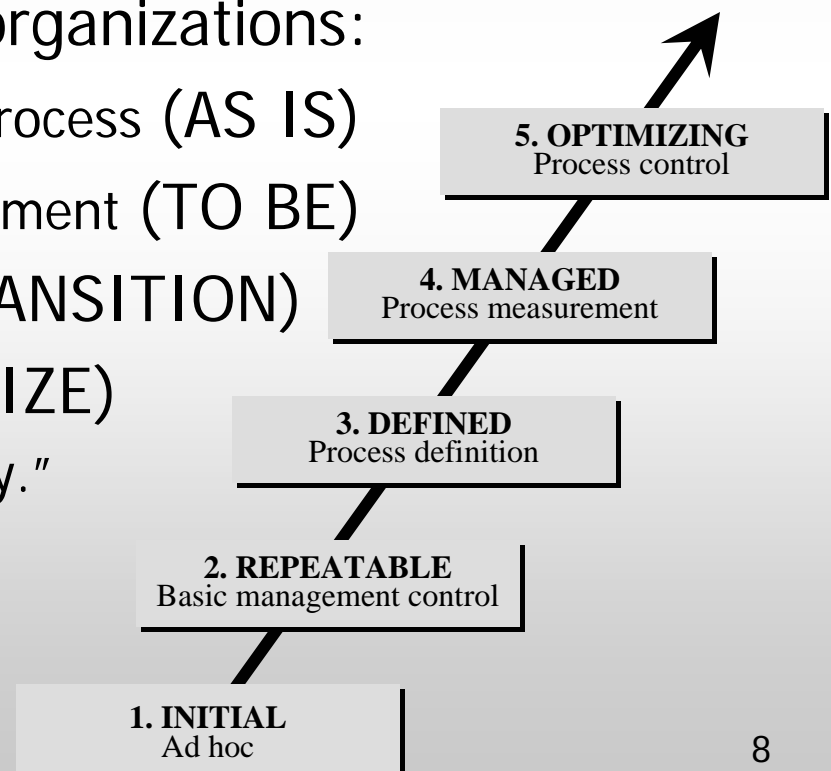 organizations:
rocess (AS IS)
ment (TO BE)
ANSITION)
IZE)
y."
5. OPTIMIZING
Process control
4. MANAGED
Process measurement
3. DEFINED
Process definition
2. REPEATABLE
Basic management control
1. INITIAL
Ad hoc
8